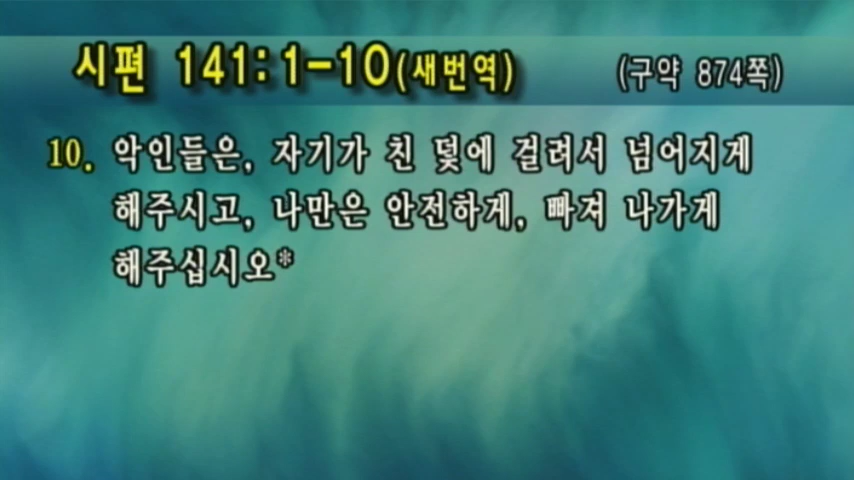 시편 141:1-10(새번역) (구약 874쪽)
10. 악인들은, 자기가 친 덫에 걸려서 넘어지게
해주시고, 나만은 안전하게, 빠져 나가게
해주십시오*